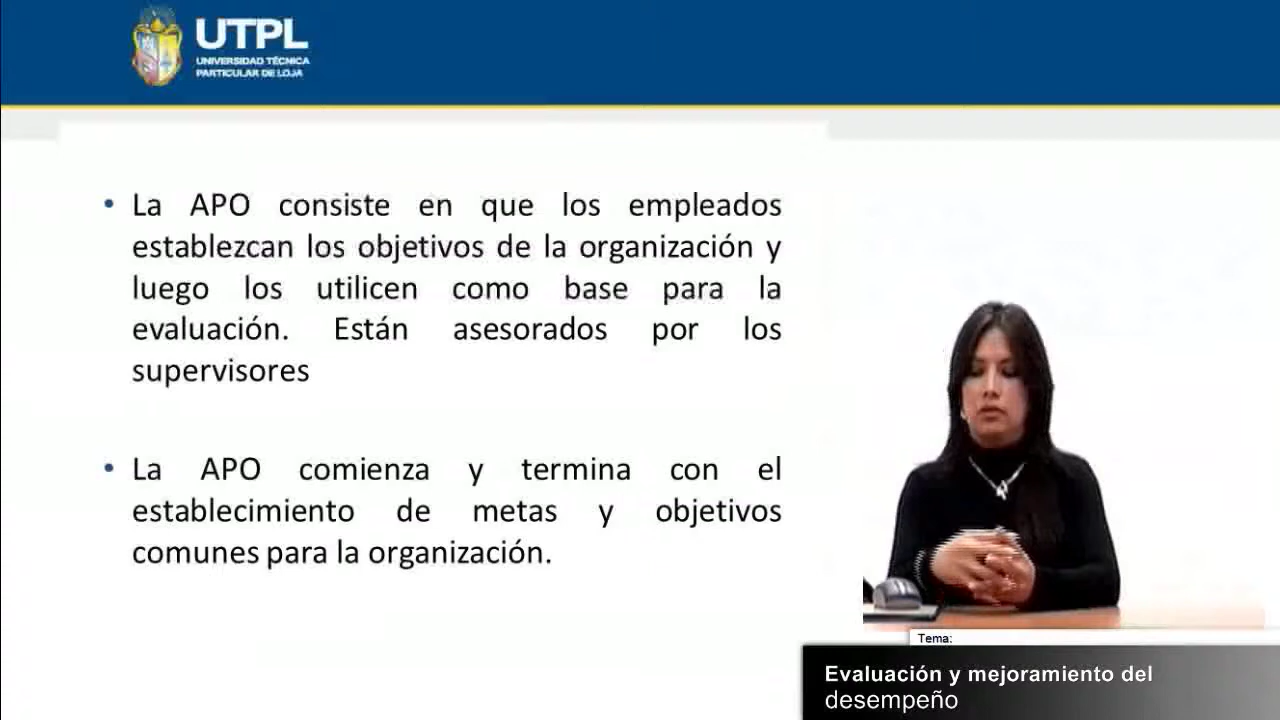 UTPL
UNIVERSIDAD TÉCNICA
PARTICULAR DE LOJA
• La APO consiste en que los empleados
establezcan los objetivos de la organización y
luego los utilicen como base para la
evaluación. Están asesorados por los
supervisores
• La APO comienza y termina con el
establecimiento de metas y objetivos
comunes para la organización.
Tema:
Evaluación y mejoramiento del
desempeño